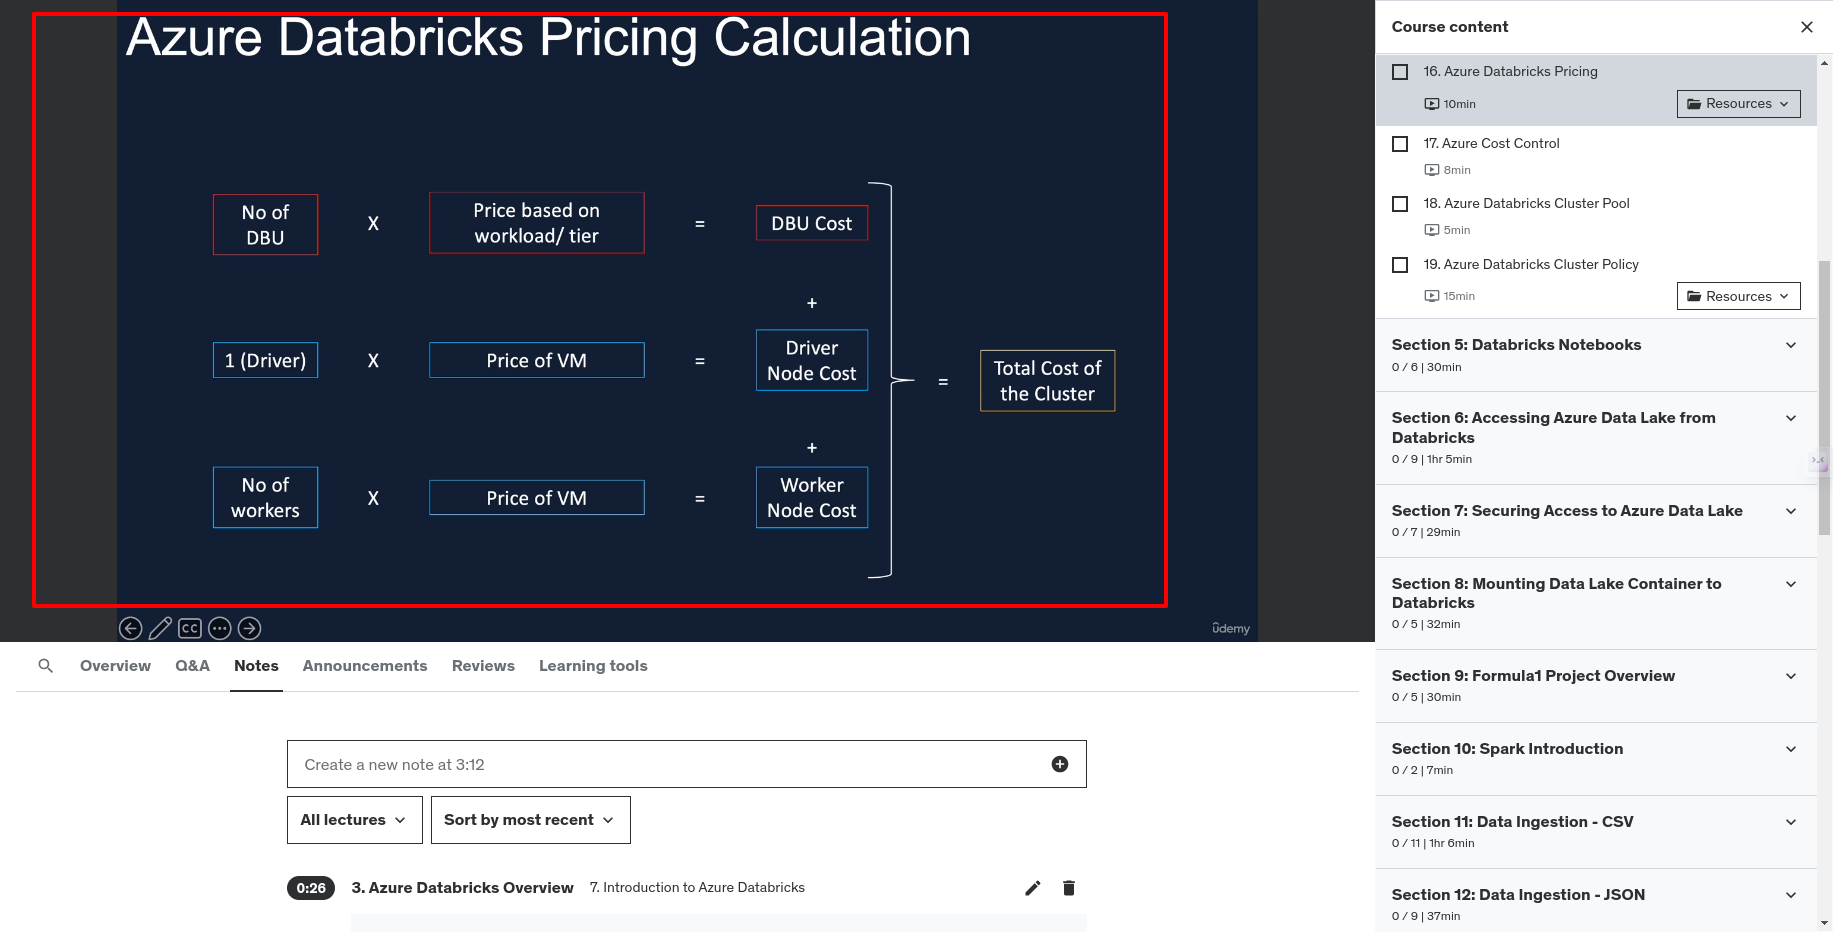 Azure Databricks Pricing Calculation
No of
DBU
X
Price based on
workload/ tier
=
DBU Cost
+
1 (Driver)
X
Price of VM
=
Driver
Node Cost
=
Total Cost of
the Cluster
+
No of
workers
X
Price of VM
=
Worker
Node Cost
CC
ûdemy
Overview
Q&A
Notes
Announcements
Reviews
Learning tools
Create a new note at 3:12
All lectures
Sort by most recent
0:26
3. Azure Databricks Overview
7. Introduction to Azure Databricks
Course content
16. Azure Databricks Pricing
10min
Resources
17. Azure Cost Control
8min
18. Azure Databricks Cluster Pool
5min
19. Azure Databricks Cluster Policy
15min
Resources
Section 5: Databricks Notebooks
0 / 6 | 30min
Section 6: Accessing Azure Data Lake from
Databricks
0 / 9 | 1hr 5min
Section 7: Securing Access to Azure Data Lake
0 / 7 | 29min
Section 8: Mounting Data Lake Container to
Databricks
0 / 5 | 32min
Section 9: Formula1 Project Overview
0 / 5 | 30min
Section 10: Spark Introduction
0 / 2 | 7min
Section 11: Data Ingestion - CSV
0 / 11 | 1hr 6min
Section 12: Data Ingestion - JSON
0 / 9 | 37min